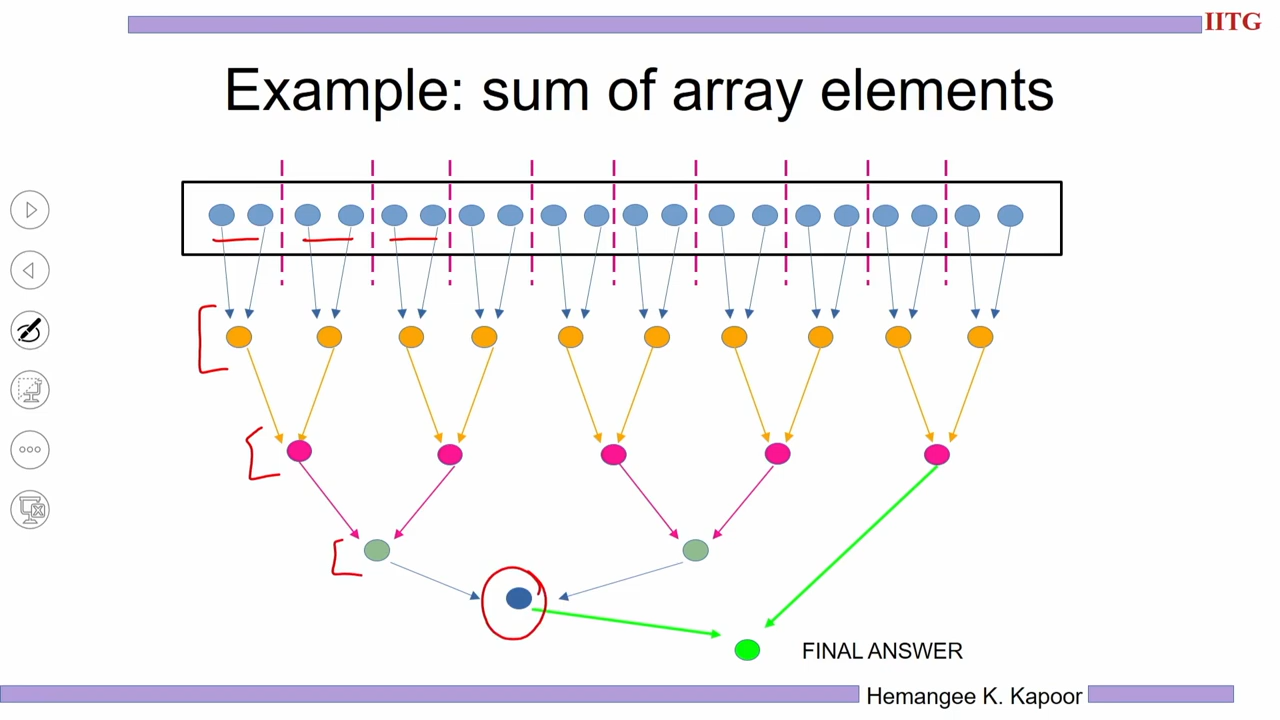 IITG
Example: sum of array elements
FINAL ANSWER
Hemangee K. Kapoor